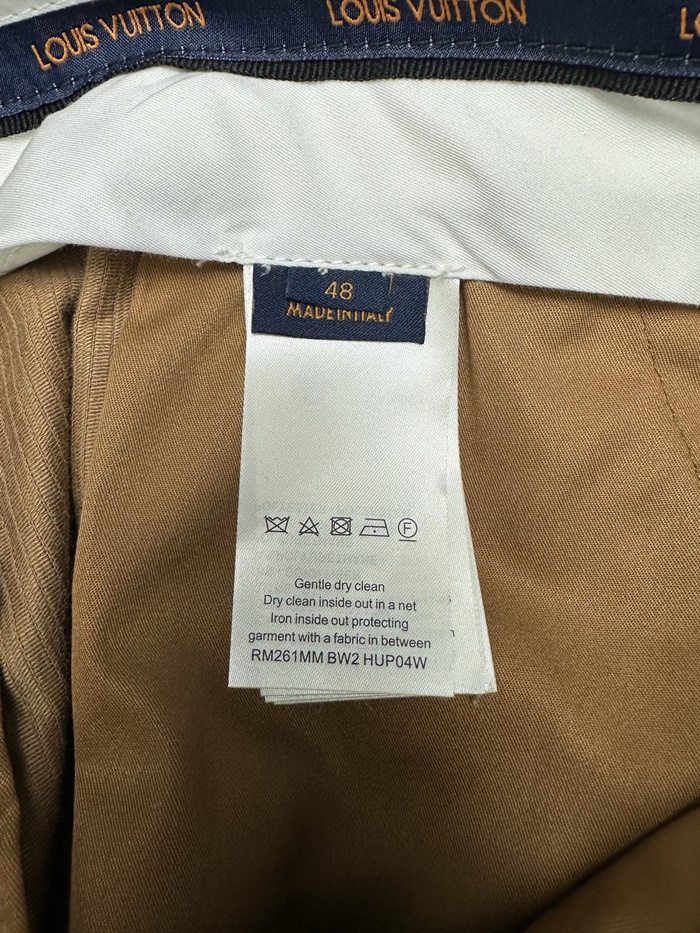 LOUIS VUITTON
LOUIS VUITTON
48
MADE IN ITALY
F
Gentle dry clean
Dry clean inside out in a net
Iron inside out protecting
garment with a fabric in between
RM261MM BW2 HUP04W